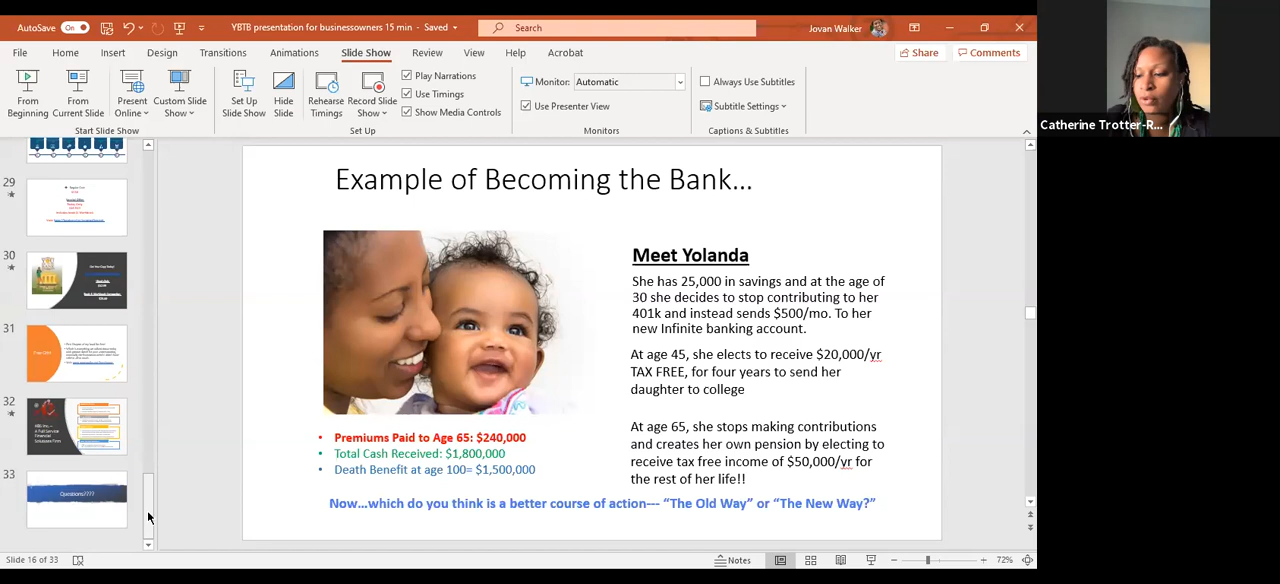 AutoSave On YBTB presentation for businessowners 15 min - Saved Search Jovan Walker
File Home Insert Design Transitions Animations Slide Show Review View Help Acrobat Share Comments
From Beginning
From Current Slide
Present Online
Custom Slide Show
Start Slide Show
Set Up Slide Show
Hide Slide
Rehearse Timings
Record Slide Show
Play Narrations
Use Timings
Show Media Controls
Set Up
Monitor: Automatic
Use Presenter View
Monitors
Always Use Subtitles
Subtitle Settings
Captions & Subtitles
Catherine Trotter-R...
29
30
31
32
33
Questions????
Example of Becoming the Bank...
Meet Yolanda
She has 25,000 in savings and at the age of
30 she decides to stop contributing to her
401k and instead sends $500/mo. To her
new Infinite banking account.
At age 45, she elects to receive $20,000/yr
TAX FREE, for four years to send her
daughter to college
At age 65, she stops making contributions
and creates her own pension by electing to
receive tax free income of $50,000/yr for
the rest of her life!!
• Premiums Paid to Age 65: $240,000
• Total Cash Received: $1,800,000
• Death Benefit at age 100= $1,500,000
Now…which do you think is a better course of action--- “The Old Way” or “The New Way?”
Slide 16 of 33 Notes 72%